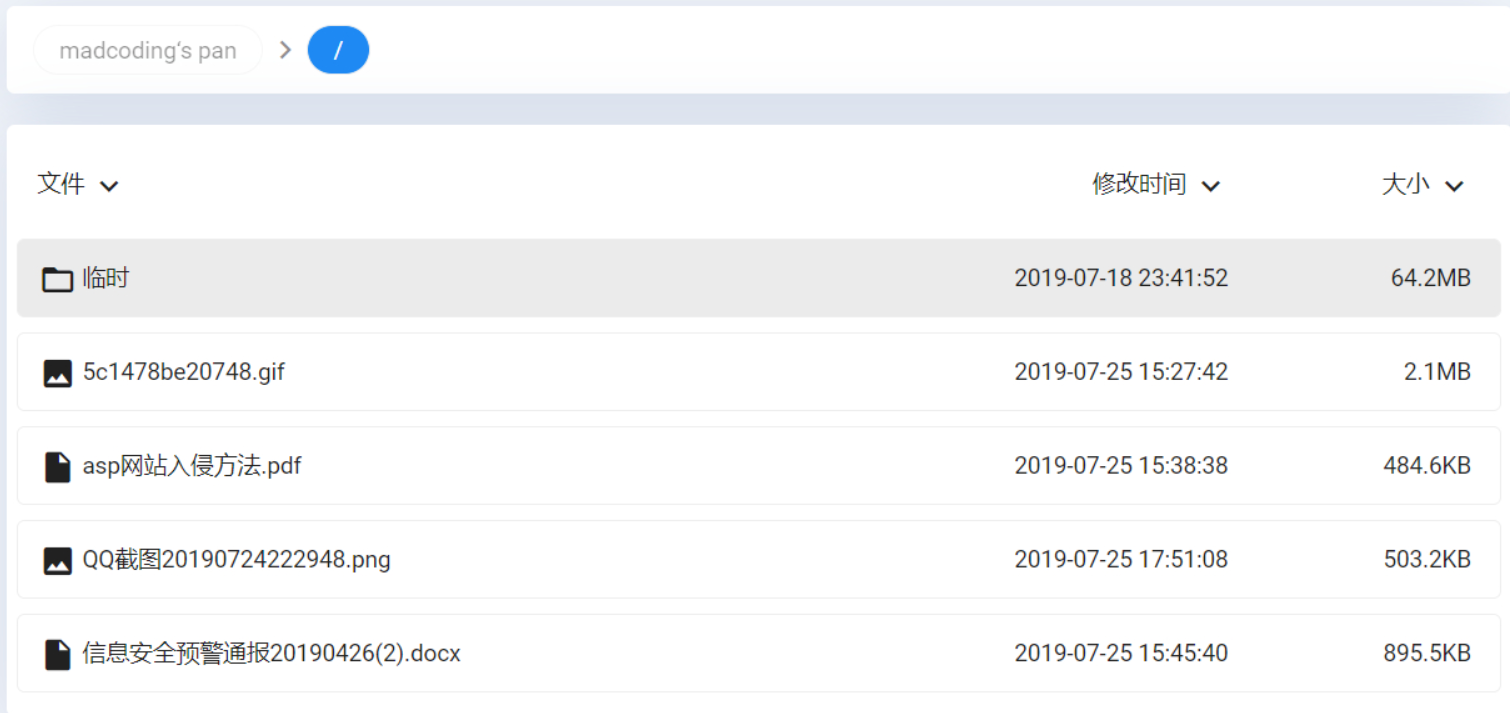 madcoding‘s pan > /
文件 修改时间 大小
临时 2019-07-18 23:41:52 64.2MB
5c1478be20748.gif 2019-07-25 15:27:42 2.1MB
asp网站入侵方法.pdf 2019-07-25 15:38:38 484.6KB
QQ截图20190724222948.png 2019-07-25 17:51:08 503.2KB
信息安全预警通报20190426(2).docx 2019-07-25 15:45:40 895.5KB